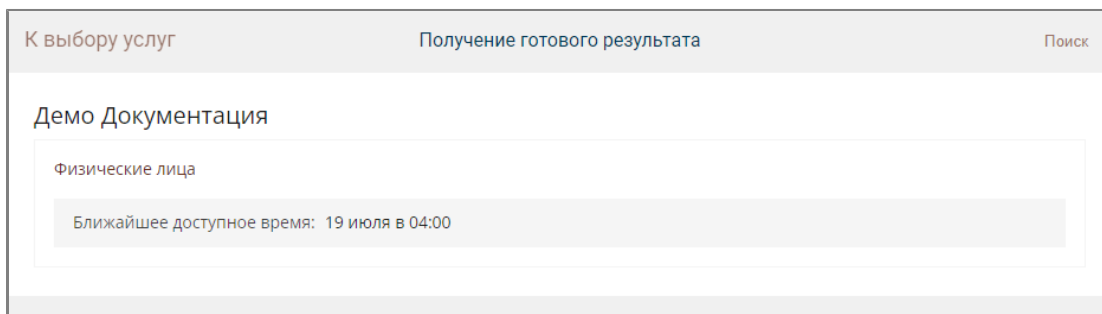 К выбору услуг Получение готового результата Поиск
Демо Документация
Физические лица
Ближайшее доступное время: 19 июля в 04:00